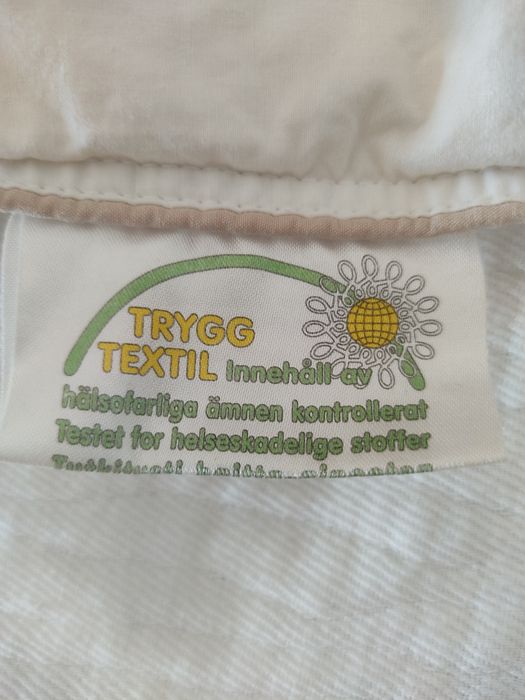 TRYGG
TEXTIL Innehåll av
hälsofarliga ämnen kontrollerat
Testet for helseskadelige stoffer